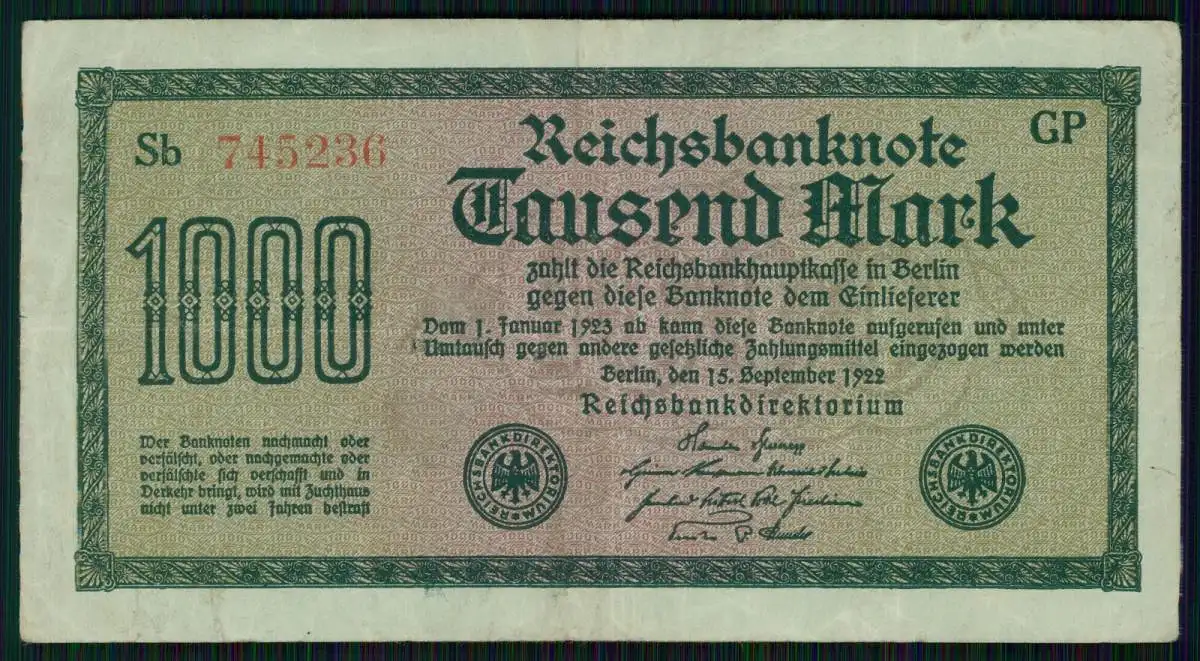 Sb 745236
GP
Reichsbanknote
Tausend Mark
1000
zahlt die Reichsbankhauptkasse in Berlin
gegen diese Banknote dem Einlieferer
Vom 1. Januar 1923 ab kann diese Banknote aufgerufen und unter
Umtausch gegen andere gesetzliche Zahlungsmittel eingezogen werden
Berlin, den 15. September 1922
Reichsbankdirektorium
Wer Banknoten nachmacht oder
verfälscht, oder nachgemachte oder
verfälschte sich verschafft und in
Verkehr bringt, wird mit Zuchthaus
nicht unter zwei Jahren bestraft
REICHSBANKDIREKTORIUM
REICHSBANKDIREKTORIUM